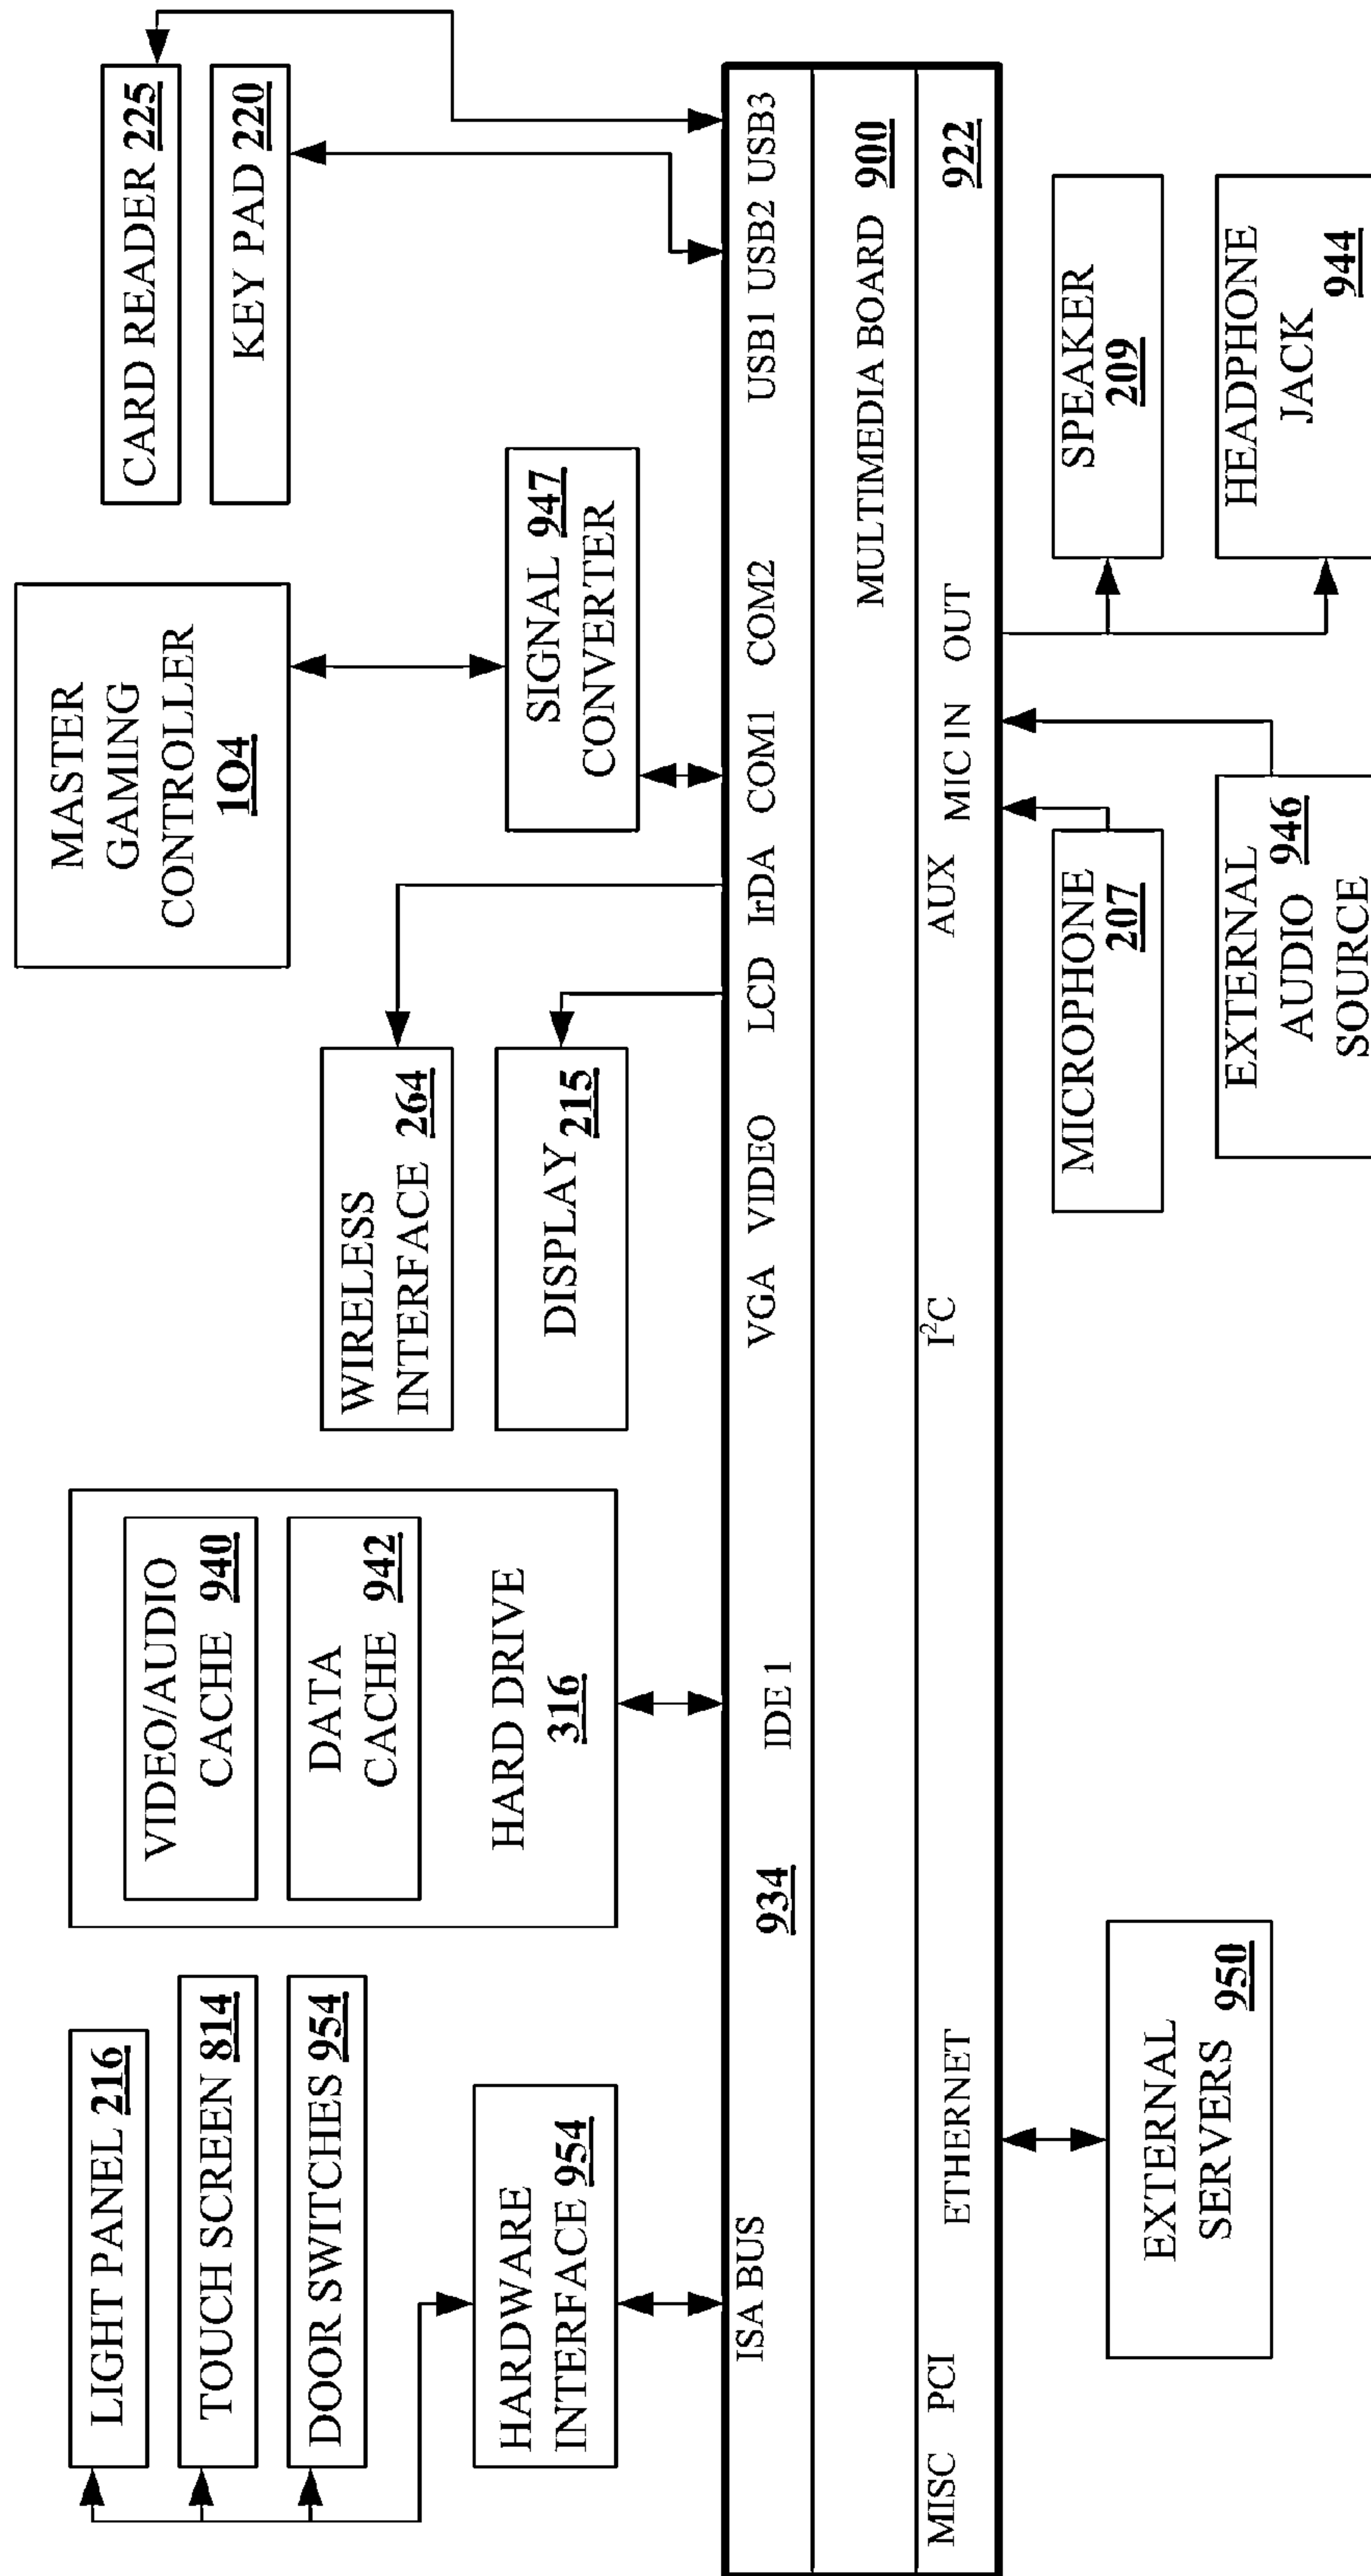 LIGHT PANEL 216
TOUCH SCREEN 814
DOOR SWITCHES 954
HARDWARE
INTERFACE 954
VIDEO/AUDIO
CACHE 940
DATA
CACHE 942
HARD DRIVE
316
WIRELESS
INTERFACE 264
DISPLAY 215
MASTER
GAMING
CONTROLLER
104
SIGNAL 947
CONVERTER
CARD READER 225
KEY PAD 220
ISA BUS
934
IDE 1
VGA
VIDEO
LCD
IrDA
COM1
COM2
USB1
USB2
USB3
MULTIMEDIA BOARD 900
MISC
PCI
ETHERNET
I²C
AUX
MIC IN
OUT
922
EXTERNAL
SERVERS 950
MICROPHONE
207
EXTERNAL
AUDIO 946
SOURCE
SPEAKER
209
HEADPHONE
JACK 944